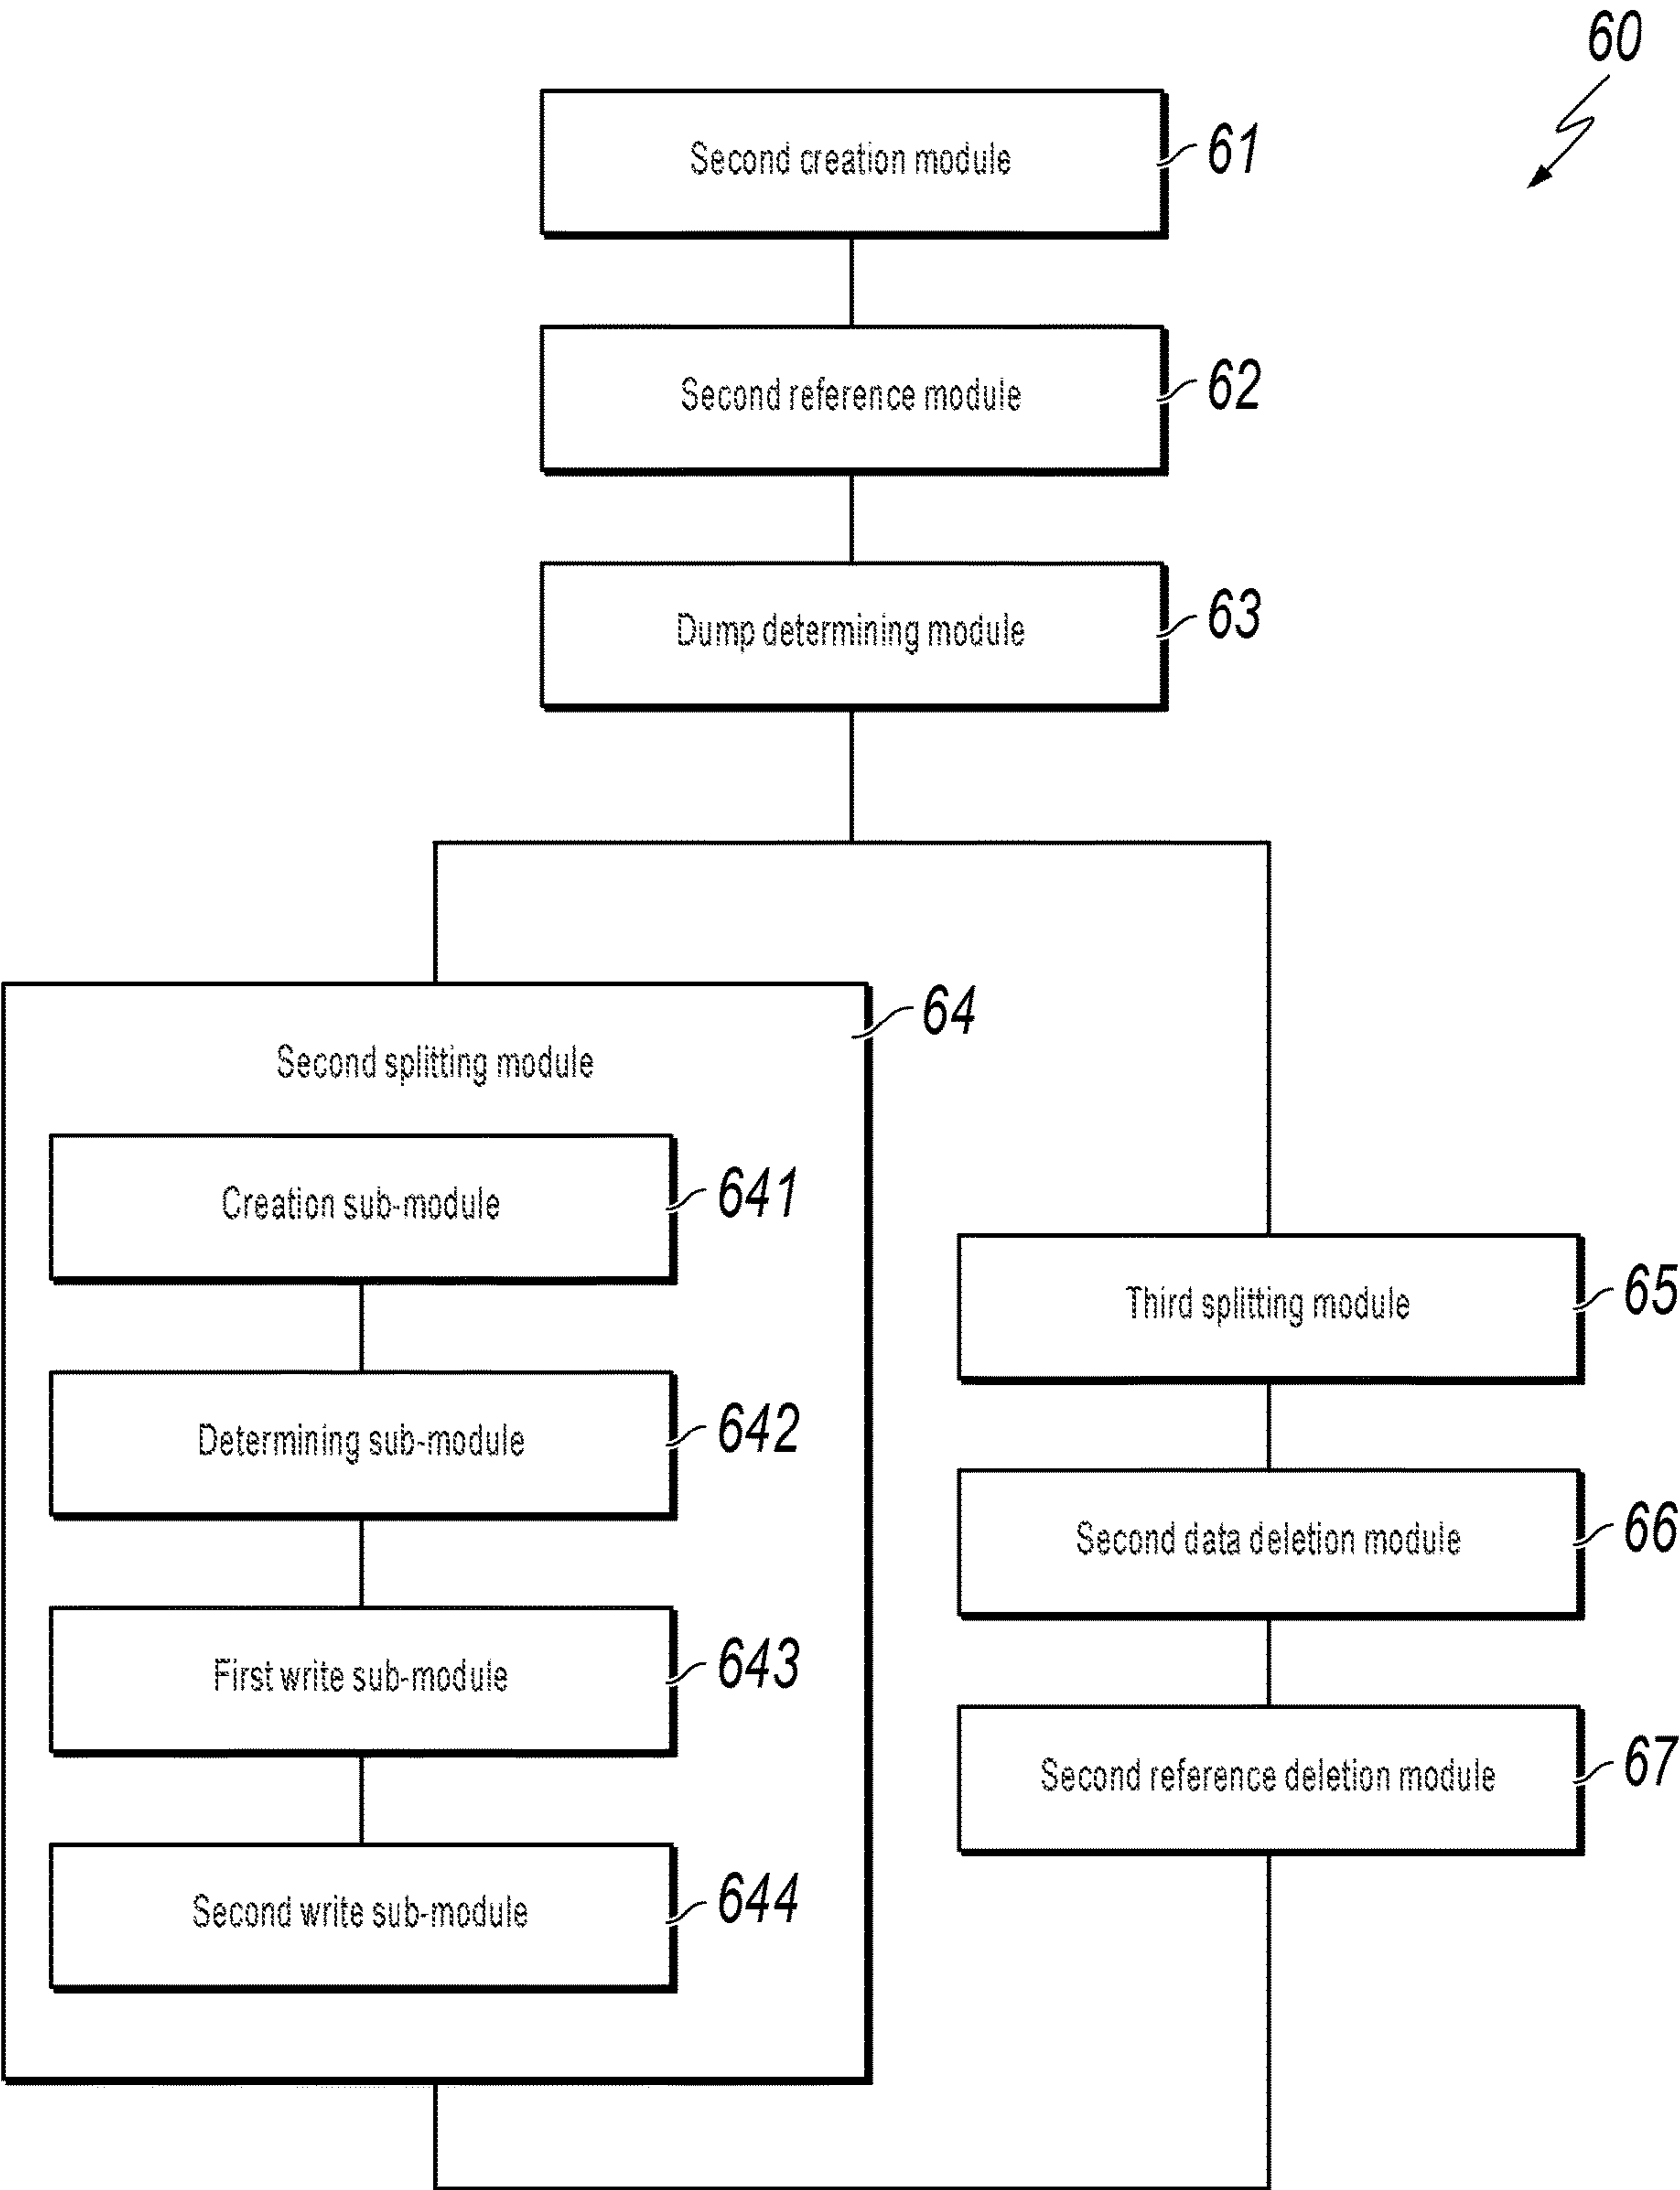 60
Second creation module
61
Second reference module
62
Dump determining module
63
64
Second splitting module
Creation sub-module
641
Determining sub-module
642
First write sub-module
643
Second write sub-module
644
Third splitting module
65
Second data deletion module
66
Second reference deletion module
67